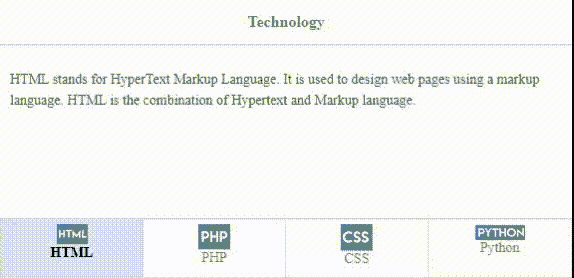 Technology
HTML stands for HyperText Markup Language. It is used to design web pages using a markup
language. HTML is the combination of Hypertext and Markup language.
HTML PHP CSS PYTHON
HTML PHP CSS Python